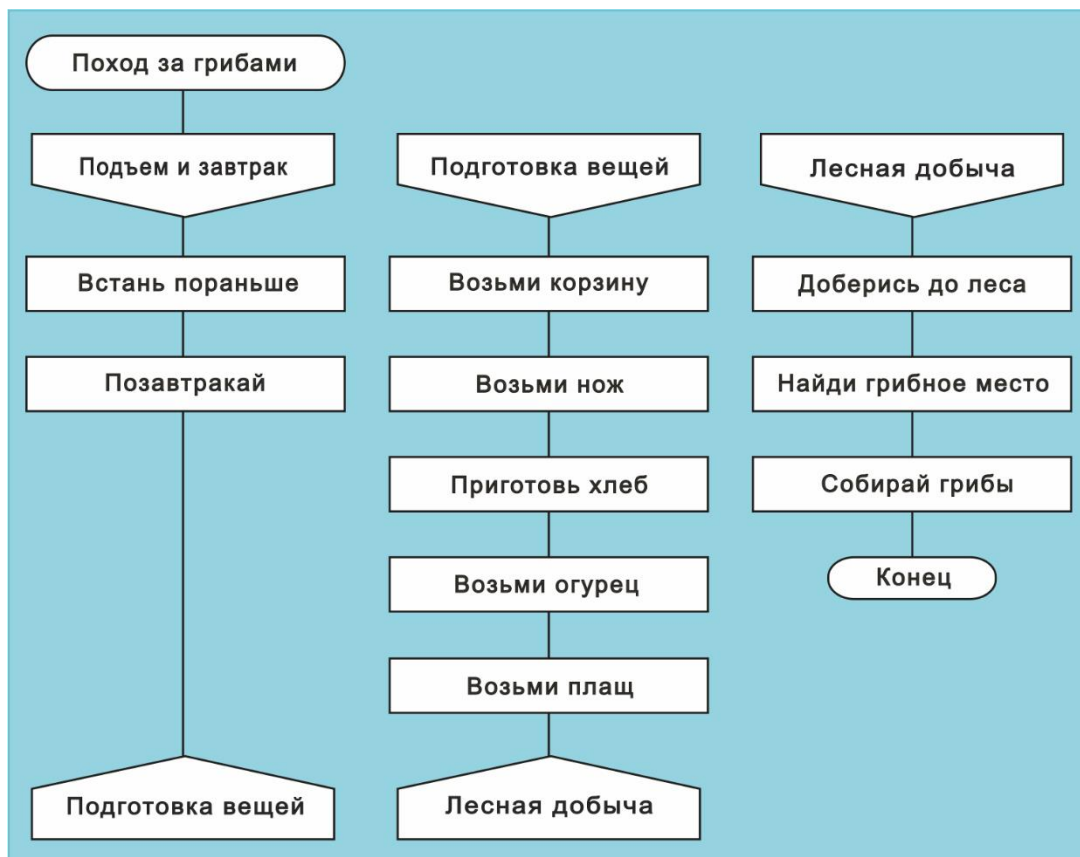 Поход за грибами
Подъем и завтрак
Встань пораньше
Позавтракай
Подготовка вещей
Подготовка вещей
Возьми корзину
Возьми нож
Приготовь хлеб
Возьми огурец
Возьми плащ
Лесная добыча
Лесная добыча
Доберись до леса
Найди грибное место
Собирай грибы
Конец